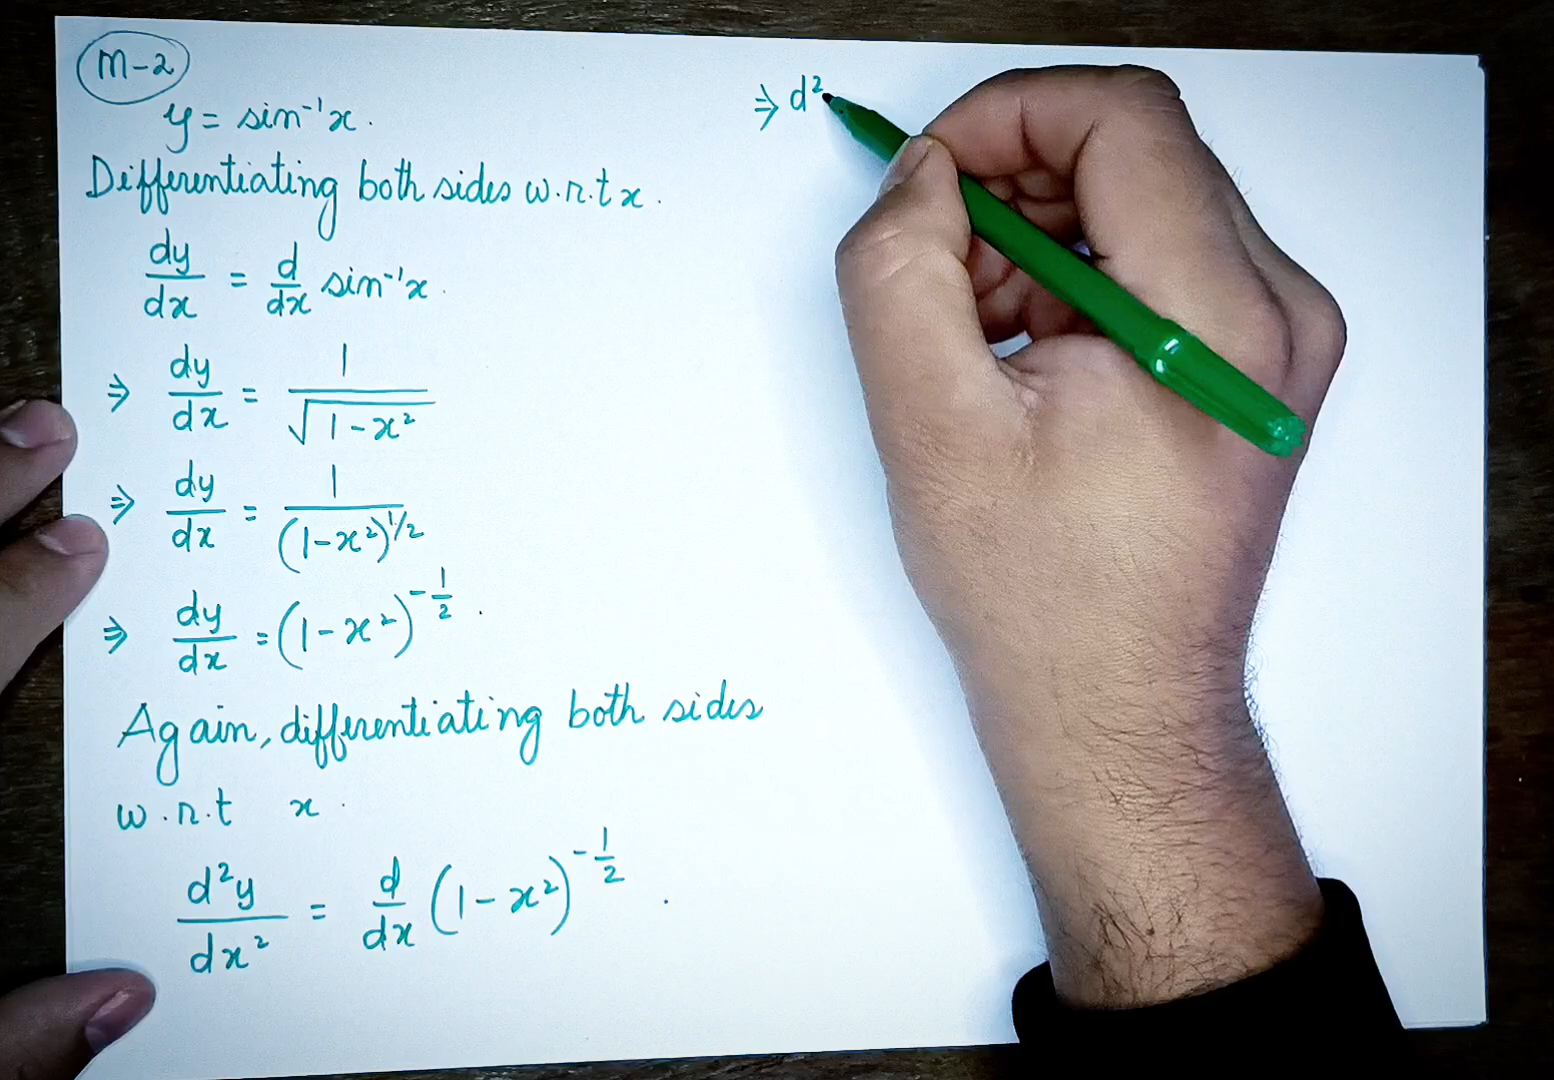 M-2
y = sin⁻¹x.
Differentiating both sides w.r.t x.
dy/dx = d/dx sin⁻¹x.
⇒ dy/dx = 1/√(1-x²)
⇒ dy/dx = 1/(1-x²)^1/2
⇒ dy/dx = (1-x²)^-1/2.
Again, differentiating both sides
w.r.t x.
d²y/dx² = d/dx (1-x²)^-1/2.
⇒ d²